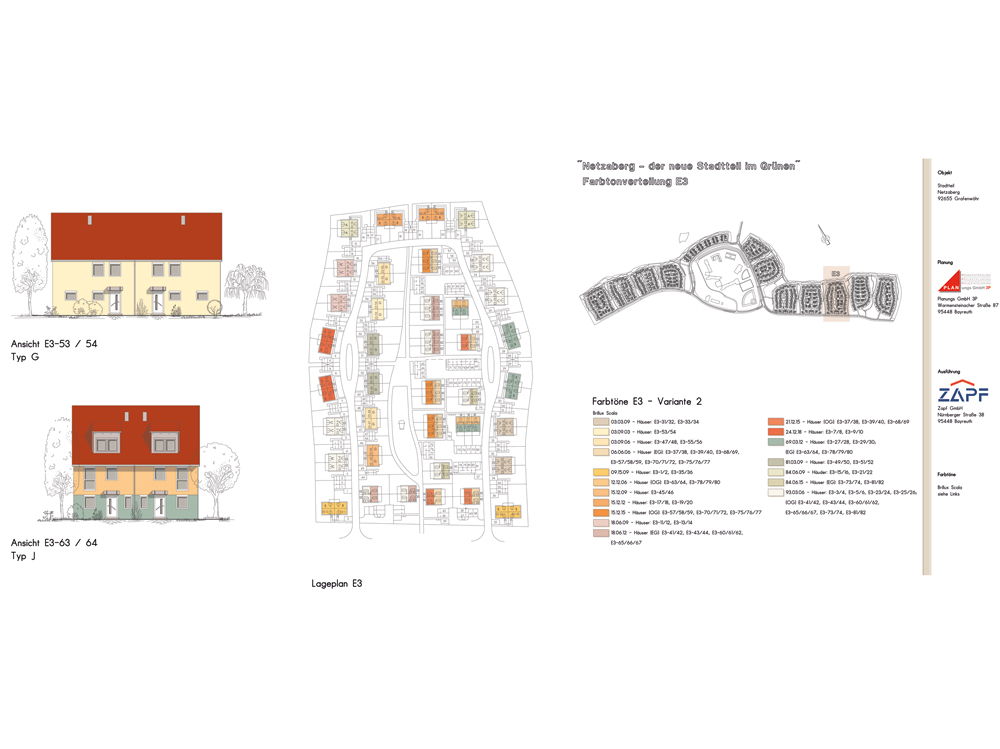 "Netzaberg - der neue Stadtteil im Grünen"
Farbtonverteilung E3
Ansicht E3-53 / 54
Typ G
Ansicht E3-63 / 64
Typ J
Lageplan E3
E3
Farbtöne E3 - Variante 2
Brillux Scala
03.03.09 - Häuser: E3-31/32, E3-33/34
03.09.03 - Häuser: E3-53/54
03.09.06 - Häuser: E3-47/48, E3-55/56
06.06.06 - Häuser (EG): E3-37/38, E3-39/40, E3-68/69,
E3-57/58/59, E3-70/71/72, E3-75/76/77
09.15.09 - Häuser: E3-1/2, E3-35/36
12.12.06 - Häuser (OG): E3-63/64, E3-78/79/80
15.12.09 - Häuser: E3-45/46
15.12.12 - Häuser: E3-17/18, E3-19/20
15.12.15 - Häuser (OG): E3-57/58/59, E3-70/71/72, E3-75/76/77
18.06.09 - Häuser: E3-11/12, E3-13/14
18.06.12 - Häuser (EG): E3-41/42, E3-43/44, E3-60/61/62,
E3-65/66/67
21.12.15 - Häuser (OG): E3-37/38, E3-39/40, E3-68/69
24.12.18 - Häuser: E3-7/8, E3-9/10
69.03.12 - Häuser: E3-27/28, E3-29/30,
(EG) E3-63/64, E3-78/79/80
81.03.09 - Häuser: E3-49/50, E3-51/52
84.06.09 - Häuser: E3-15/16, E3-21/22
84.06.15 - Häuser (EG): E3-73/74, E3-81/82
93.03.06 - Häuser: E3-3/4, E3-5/6, E3-23/24, E3-25/26,
(OG) E3-41/42, E3-43/44, E3-60/61/62,
E3-65/66/67, E3-73/74, E3-81/82
Objekt
Stadtteil
Netzaberg
92655 Grafenwöhr
Planung
PLAN ungs GmbH 3P
Planungs GmbH 3P
Warmensteinacher Straße 87
95448 Bayreuth
Ausführung
ZAPF
Zapf GmbH
Nürnberger Straße 38
95448 Bayreuth
Farbtöne
Brillux Scala
siehe Links